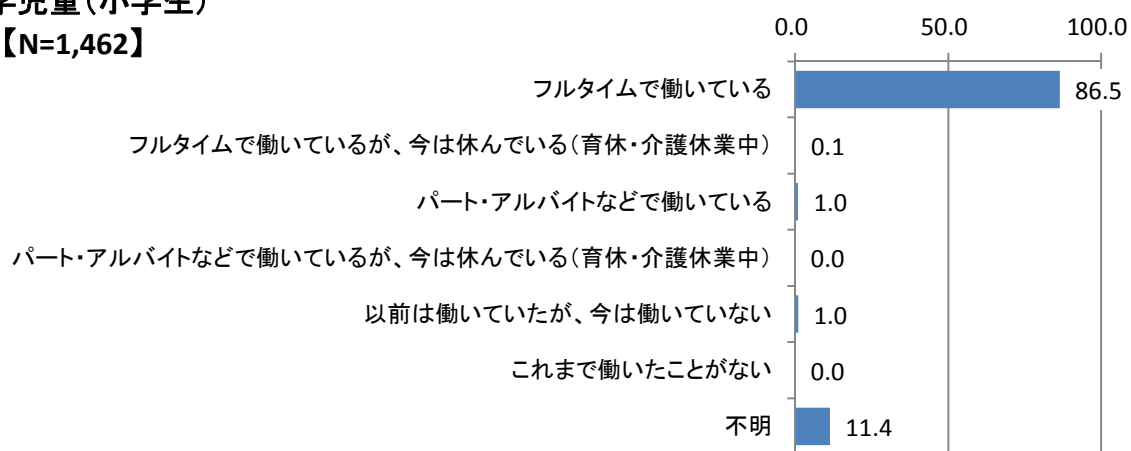 学児童(小学生)
【N=1,462】
0.0 50.0 100.0
フルタイムで働いている 86.5
フルタイムで働いているが、今は休んでいる(育休・介護休業中) 0.1
パート・アルバイトなどで働いている 1.0
パート・アルバイトなどで働いているが、今は休んでいる(育休・介護休業中) 0.0
以前は働いていたが、今は働いていない 1.0
これまで働いたことがない 0.0
不明 11.4